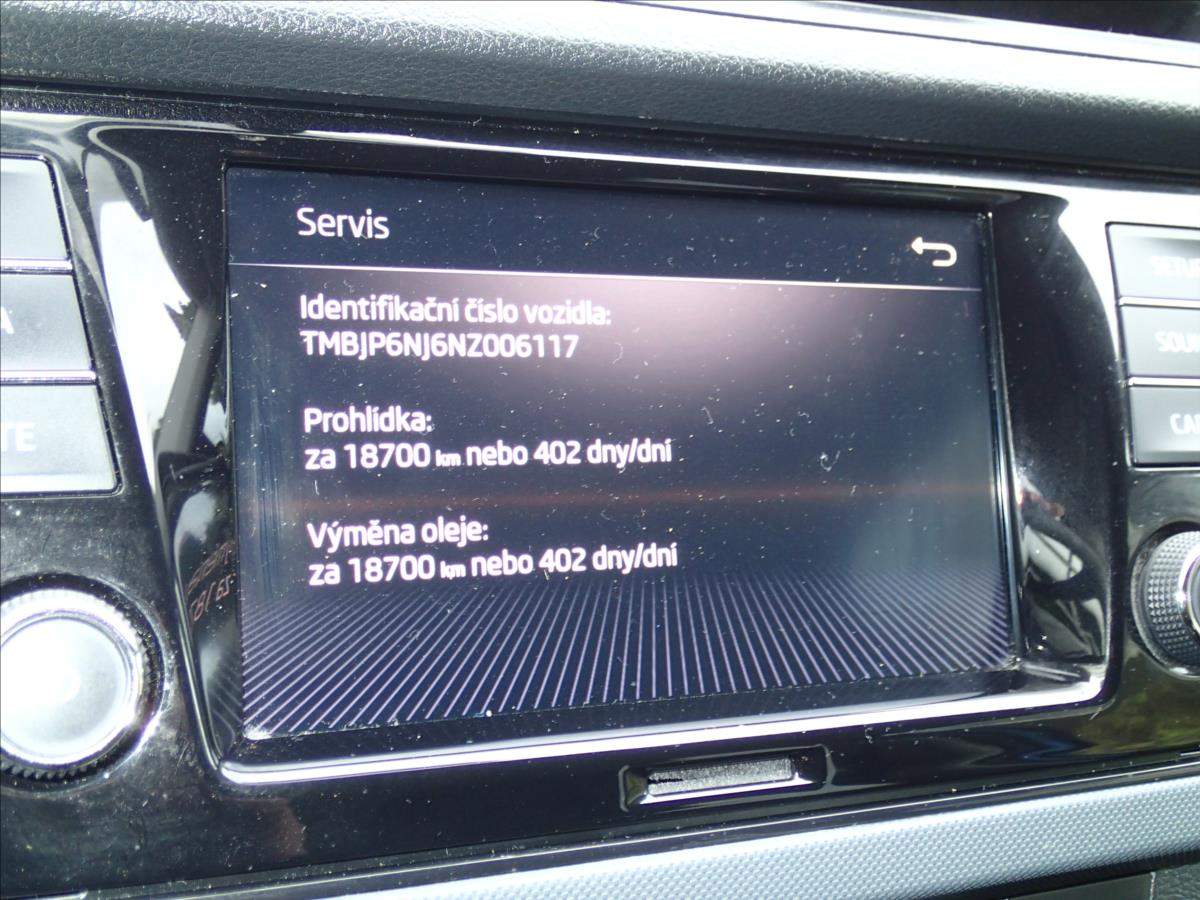 Servis
Identifikační číslo vozidla:
TMBJP6NJ6NZ006117
Prohlídka:
za 18700 km nebo 402 dny/dní
Výměna oleje:
za 18700 km nebo 402 dny/dní